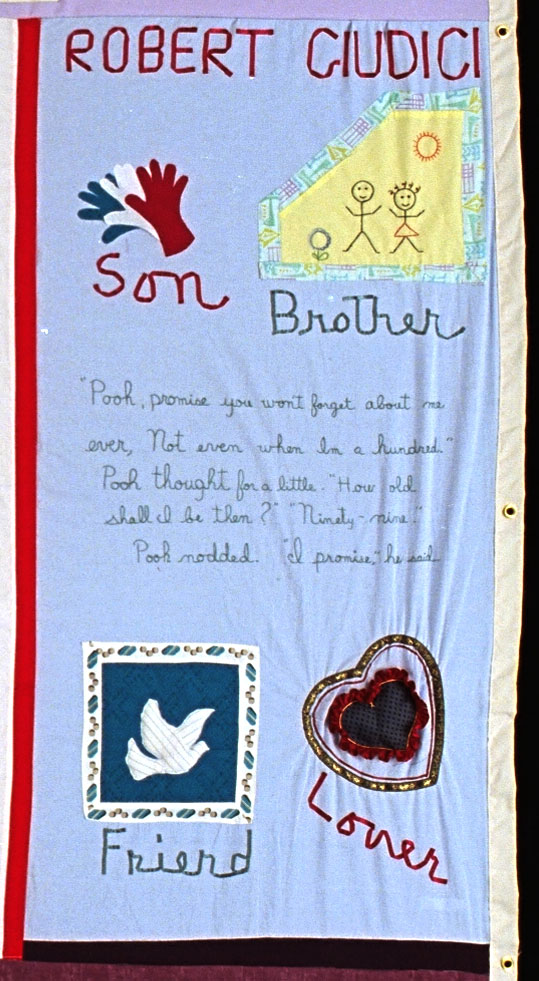 ROBERT GIUDICI
Son
Brother
"Pooh, promise you wont forget about me
ever, Not even when Im a hundred."
Pooh thought for a little. "How old
shall I be then?" "Ninety-nine."
Pooh nodded. "I promise," he said
Friend
Lover